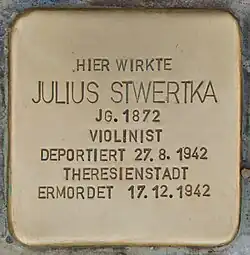 HIER WIRKTE
JULIUS STWERTKA
JG. 1872
VIOLINIST
DEPORTIERT 27.8.1942
THERESIENSTADT
ERMORDET 17.12.1942